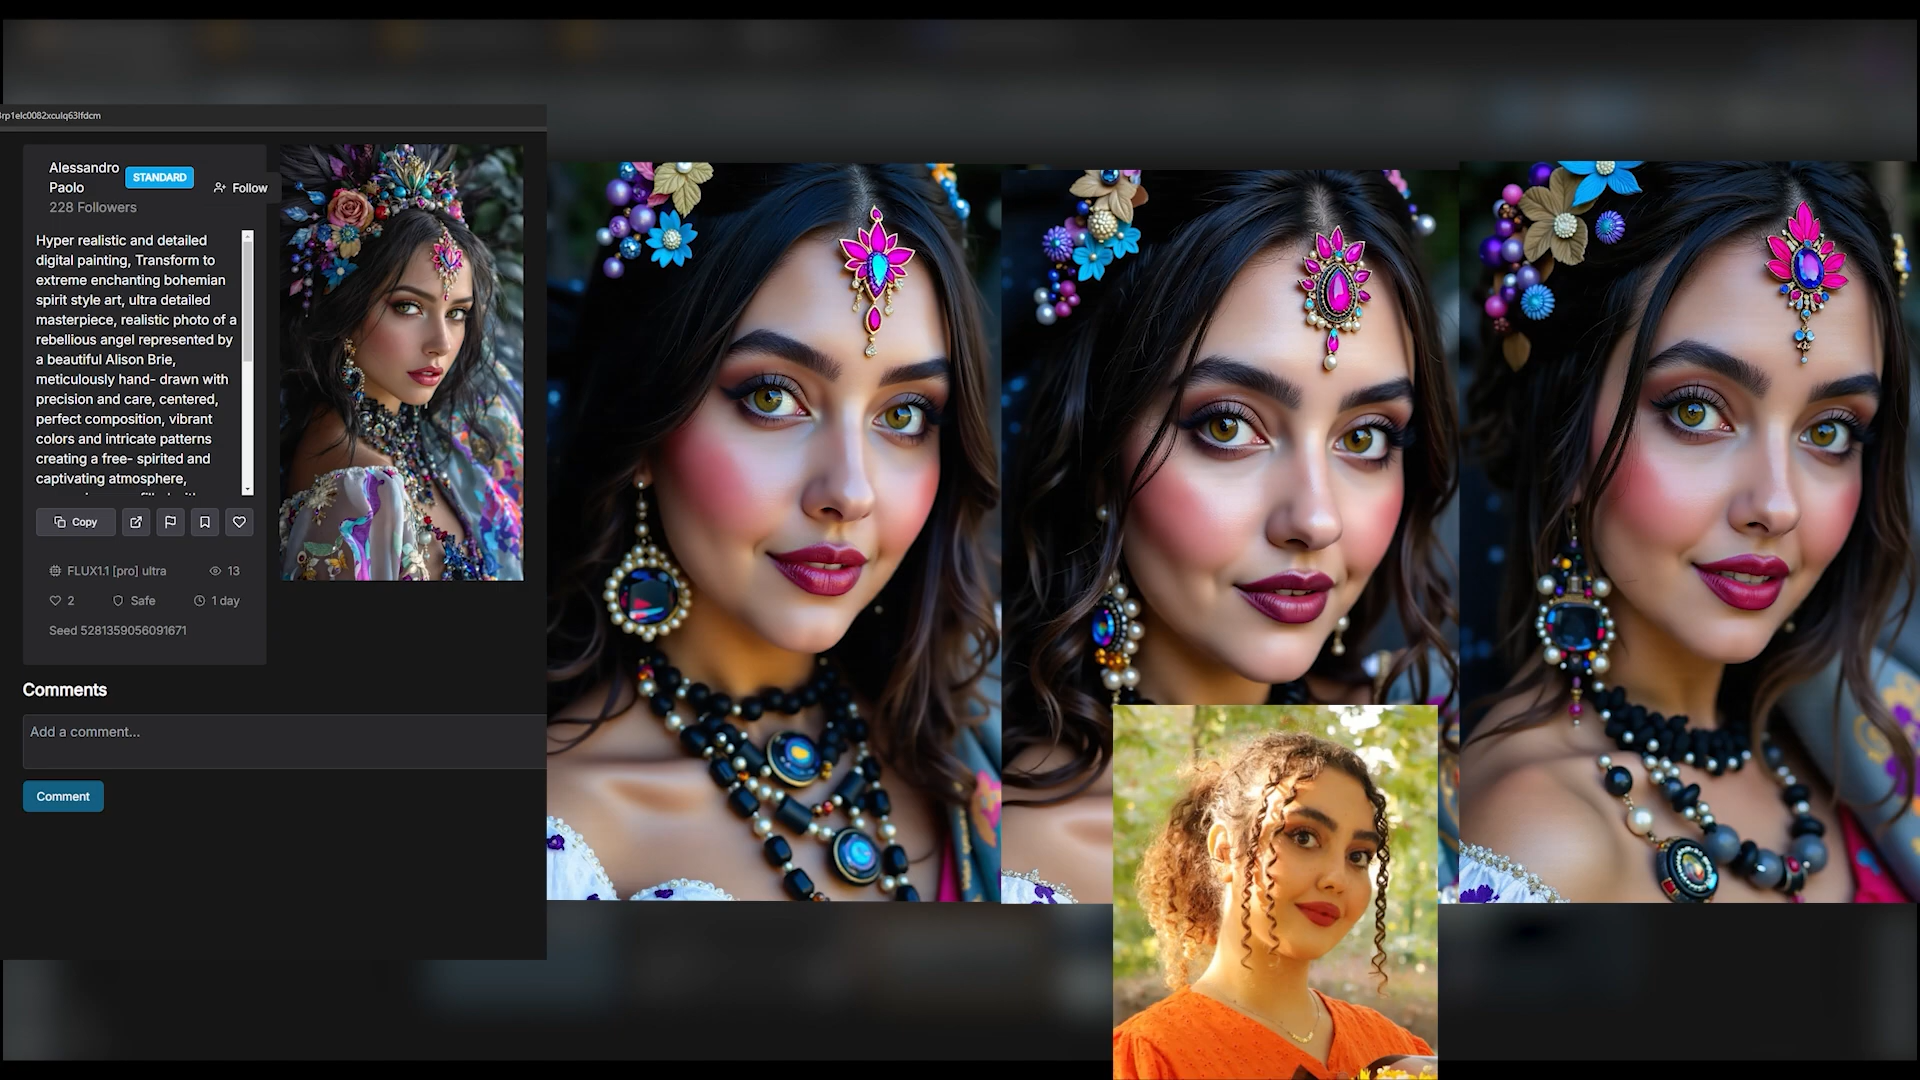 Alessandro
Paolo
STANDARD
Follow
228 Followers
Hyper realistic and detailed
digital painting, Transform to
extreme enchanting bohemian
spirit style art, ultra detailed
masterpiece, realistic photo of a
rebellious angel represented by
a beautiful Alison Brie,
meticulously hand- drawn with
precision and care, centered,
perfect composition, vibrant
colors and intricate patterns
creating a free- spirited and
captivating atmosphere,
Copy
FLUX1.1 [pro] ultra
13
2
Safe
1 day
Seed 5281359056091671
Comments
Add a comment...
Comment